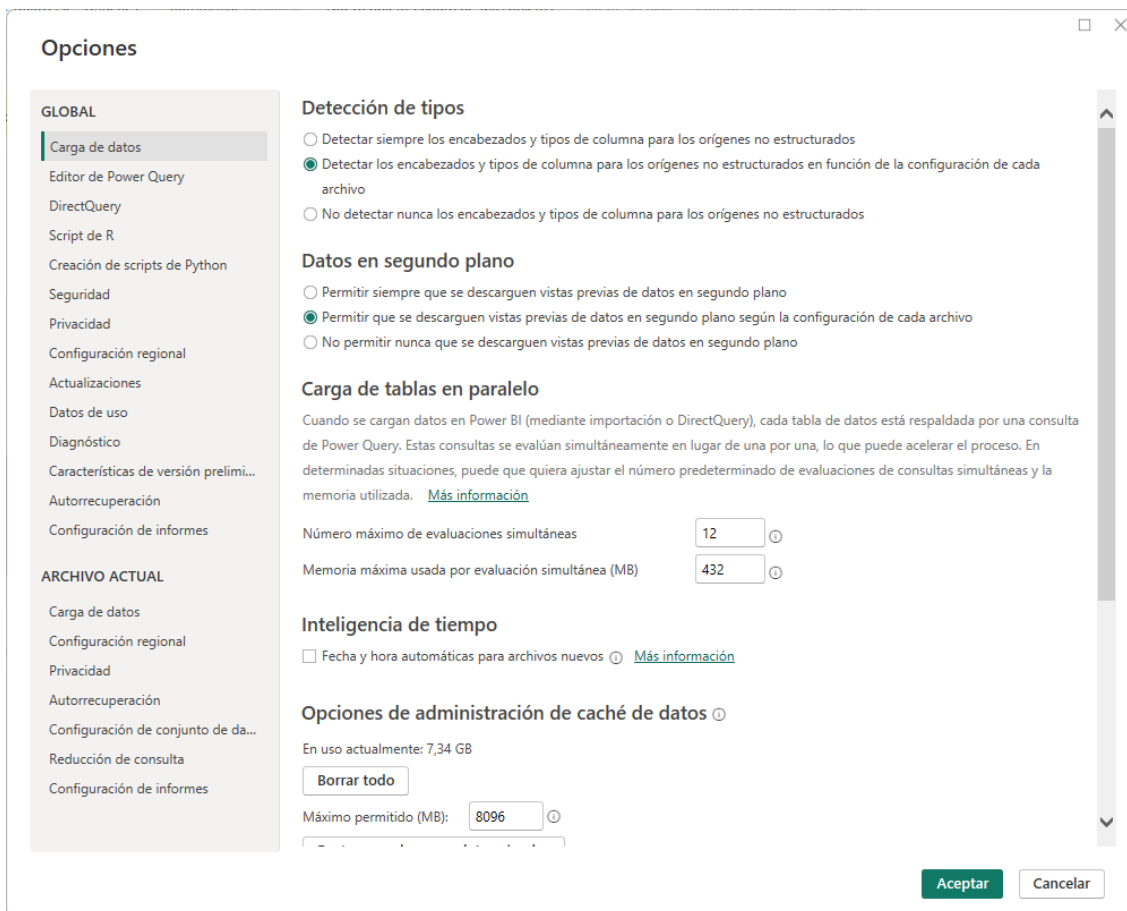 Opciones
GLOBAL
Carga de datos
Editor de Power Query
DirectQuery
Script de R
Creación de scripts de Python
Seguridad
Privacidad
Configuración regional
Actualizaciones
Datos de uso
Diagnóstico
Características de versión prelimi...
Autorrecuperación
Configuración de informes
ARCHIVO ACTUAL
Carga de datos
Configuración regional
Privacidad
Autorrecuperación
Configuración de conjunto de da...
Reducción de consulta
Configuración de informes
Detección de tipos
Detectar siempre los encabezados y tipos de columna para los orígenes no estructurados
Detectar los encabezados y tipos de columna para los orígenes no estructurados en función de la configuración de cada
archivo
No detectar nunca los encabezados y tipos de columna para los orígenes no estructurados
Datos en segundo plano
Permitir siempre que se descarguen vistas previas de datos en segundo plano
Permitir que se descarguen vistas previas de datos en segundo plano según la configuración de cada archivo
No permitir nunca que se descarguen vistas previas de datos en segundo plano
Carga de tablas en paralelo
Cuando se cargan datos en Power BI (mediante importación o DirectQuery), cada tabla de datos está respaldada por una consulta
de Power Query. Estas consultas se evalúan simultáneamente en lugar de una por una, lo que puede acelerar el proceso. En
determinadas situaciones, puede que quiera ajustar el número predeterminado de evaluaciones de consultas simultáneas y la
memoria utilizada. Más información
Número máximo de evaluaciones simultáneas 12
Memoria máxima usada por evaluación simultánea (MB) 432
Inteligencia de tiempo
Fecha y hora automáticas para archivos nuevos Más información
Opciones de administración de caché de datos
En uso actualmente: 7,34 GB
Borrar todo
Máximo permitido (MB): 8096
Aceptar Cancelar